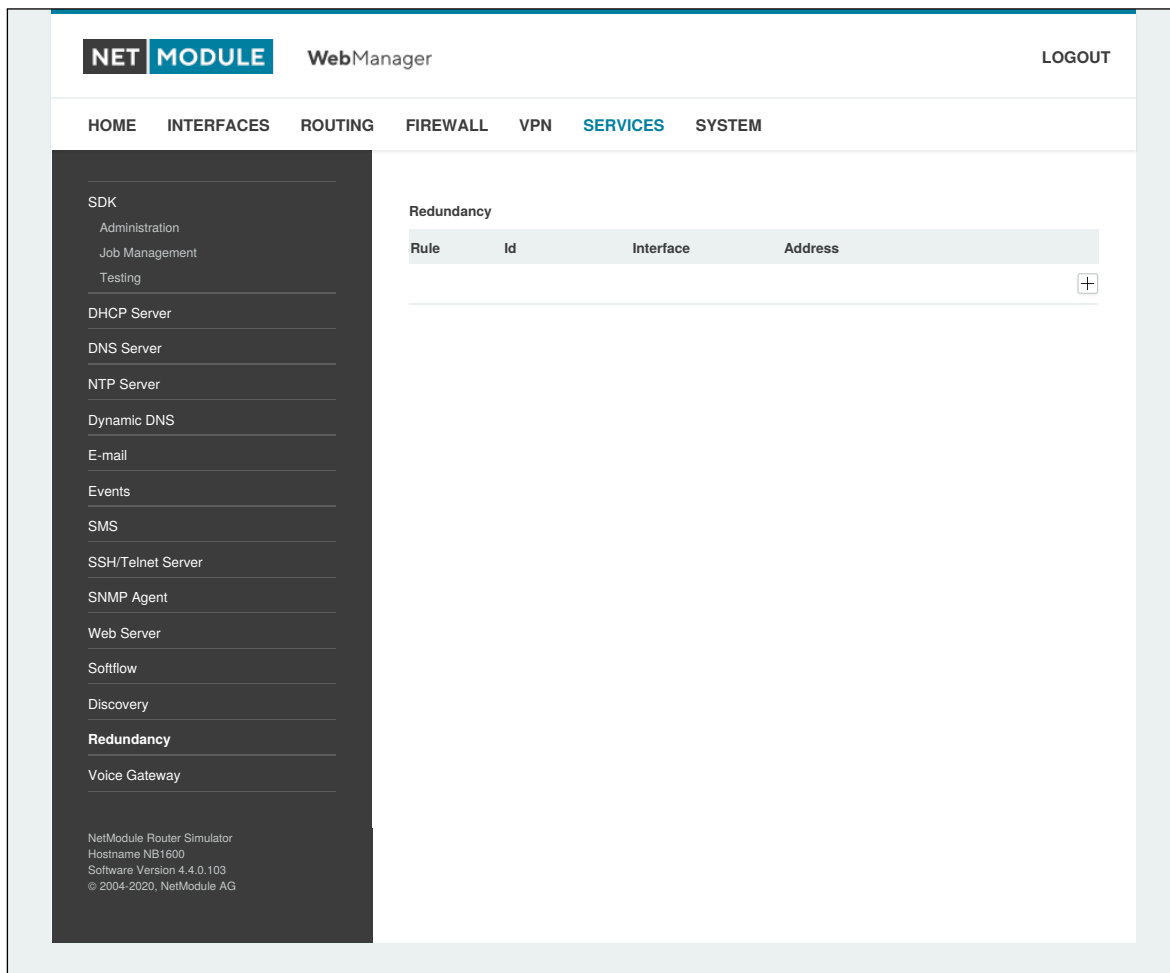 NET MODULE WebManager LOGOUT
HOME INTERFACES ROUTING FIREWALL VPN SERVICES SYSTEM
SDK
Administration
Job Management
Testing
DHCP Server
DNS Server
NTP Server
Dynamic DNS
E-mail
Events
SMS
SSH/Telnet Server
SNMP Agent
Web Server
Softflow
Discovery
Redundancy
Voice Gateway
NetModule Router Simulator
Hostname NB1600
Software Version 4.4.0.103
© 2004-2020, NetModule AG
Redundancy
Rule Id Interface Address